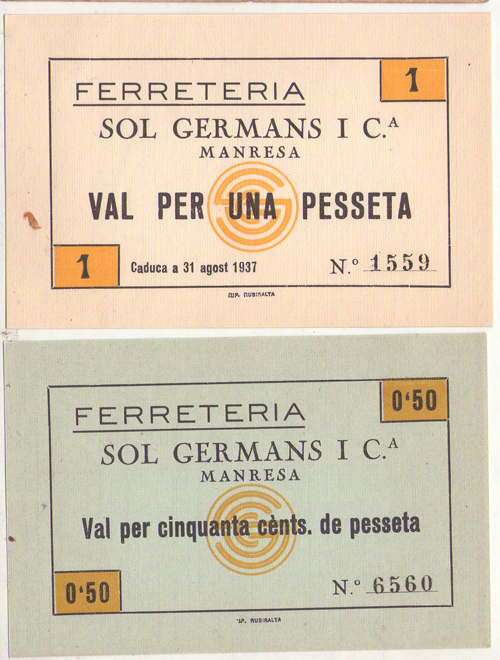 FERRETERIA
1
SOL GERMANS I C.A
MANRESA
VAL PER UNA PESSETA
1
Caduca a 31 agost 1937
N.º 1559
IMP. RUBIRALTA
FERRETERIA
0'50
SOL GERMANS I C.A
MANRESA
Val per cinquanta cènts. de pesseta
0'50
N.º 6560
IMP. RUBIRALTA